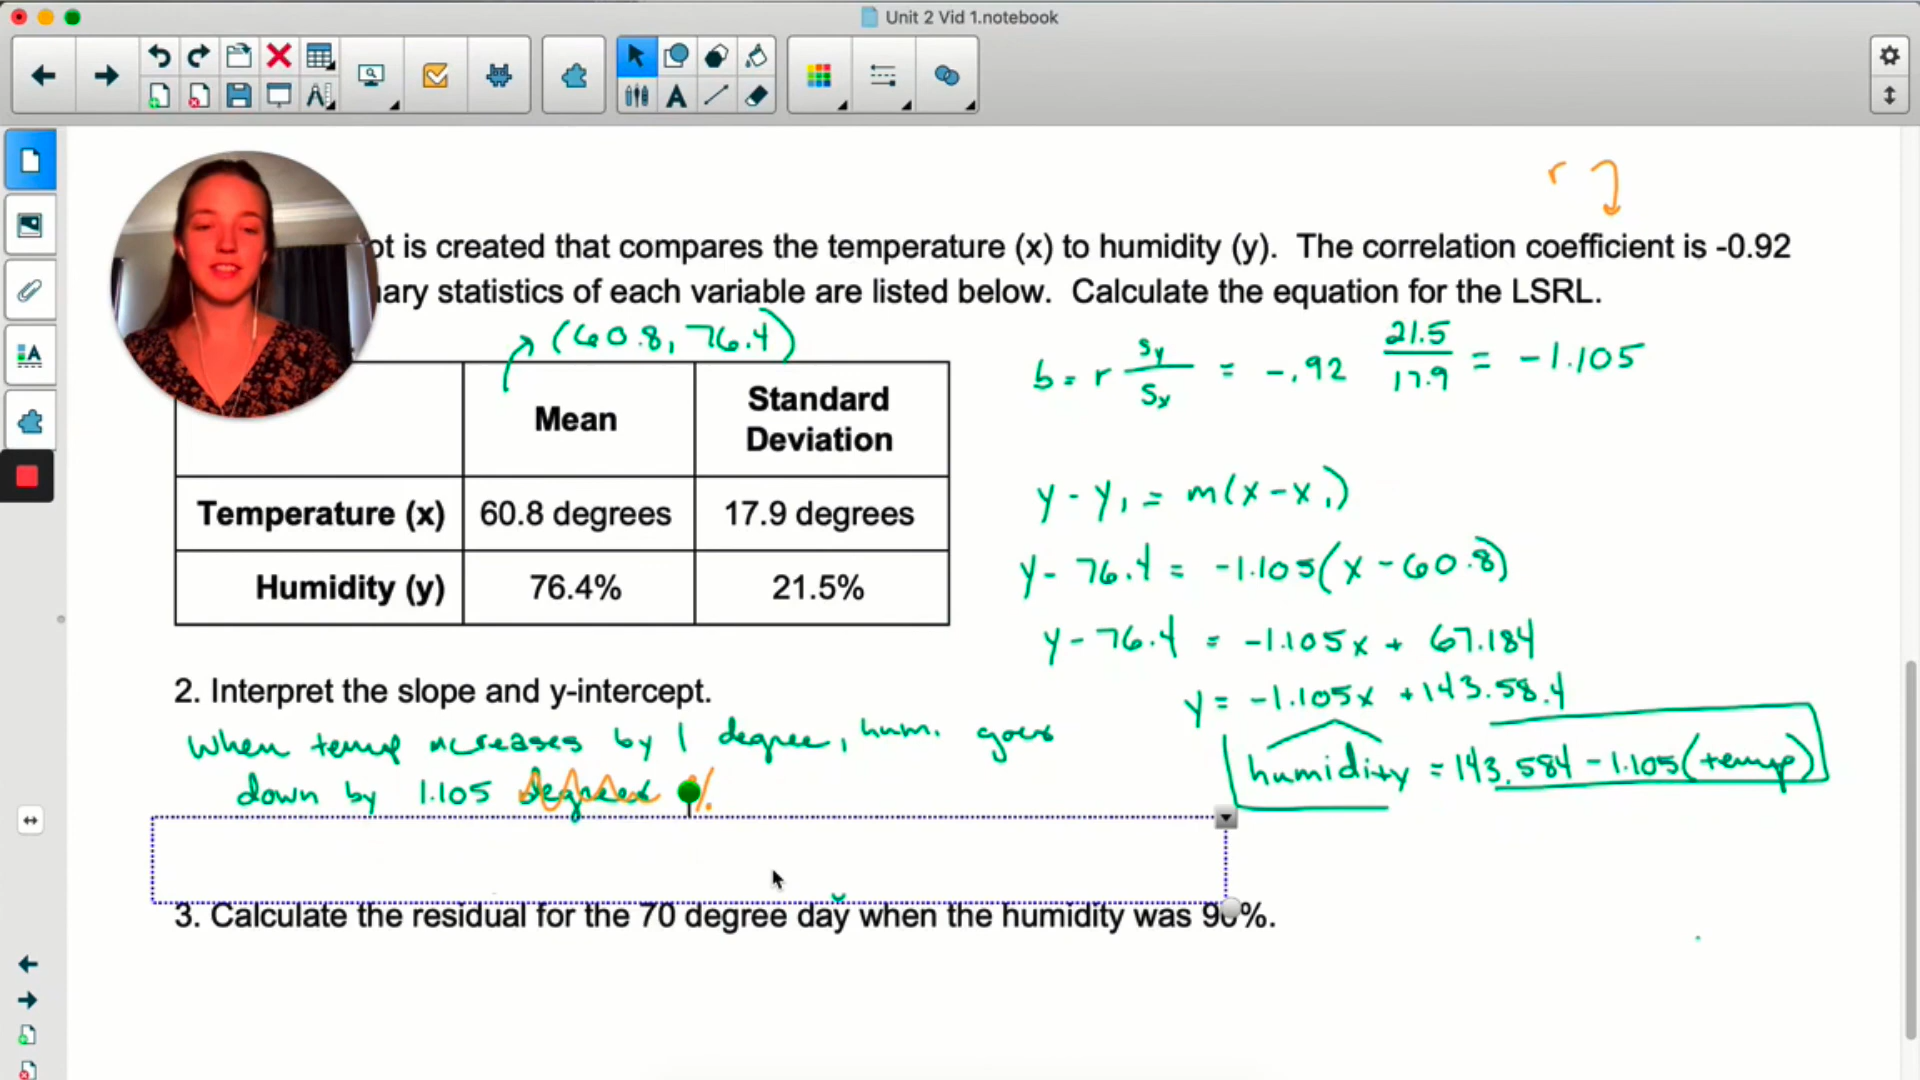 Unit 2 Vid 1.notebook
r
ot is created that compares the temperature (x) to humidity (y). The correlation coefficient is -0.92
nary statistics of each variable are listed below. Calculate the equation for the LSRL.
(60.8, 76.4)
b = r sy/sx = -.92 21.5/17.9 = -1.105
Mean
Standard Deviation
Temperature (x) 60.8 degrees 17.9 degrees
Humidity (y) 76.4% 21.5%
y - y₁ = m(x - x₁)
y - 76.4 = -1.105(x - 60.8)
y - 76.4 = -1.105x + 67.184
y = -1.105x + 143.58.4
humidity = 143.584 - 1.105(temp)
2. Interpret the slope and y-intercept.
When temp increases by 1 degree, hum. goes
down by 1.105 degrees %
3. Calculate the residual for the 70 degree day when the humidity was 90%.